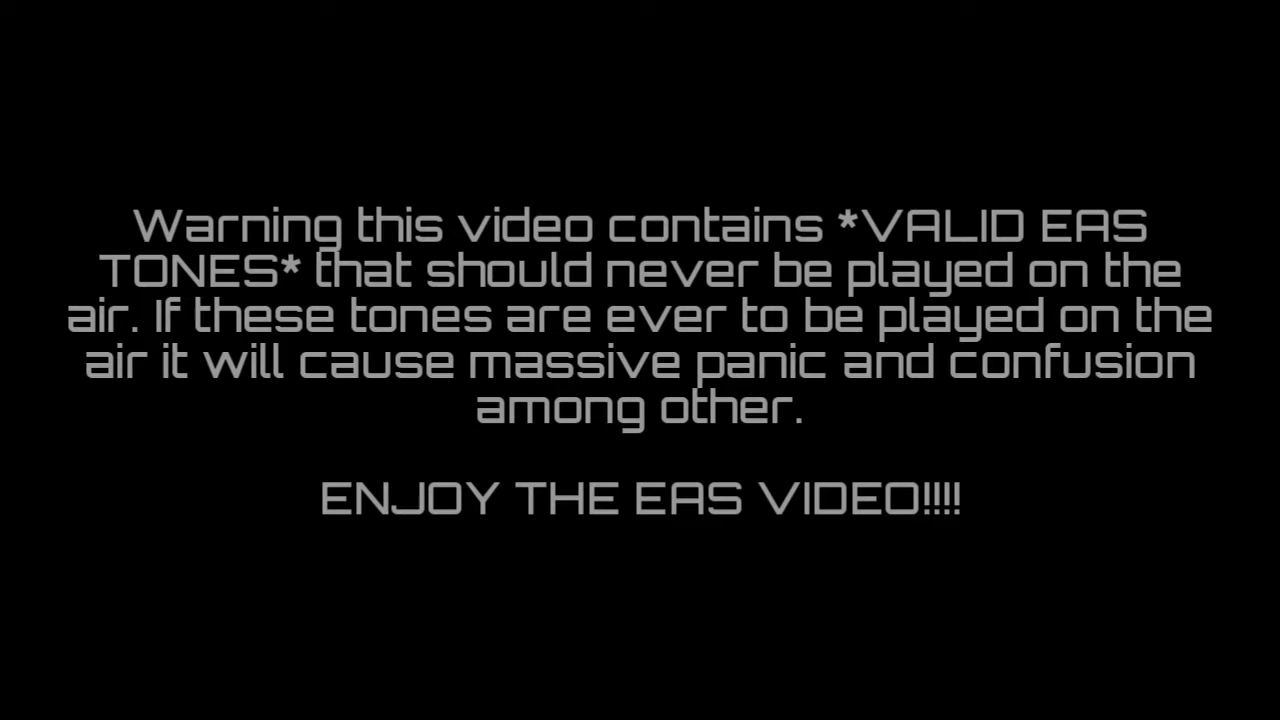 Warning this video contains *VALID EAS
TONES* that should never be played on the
air. If these tones are ever to be played on the
air it will cause massive panic and confusion
among other.
ENJOY THE EAS VIDEO!!!!